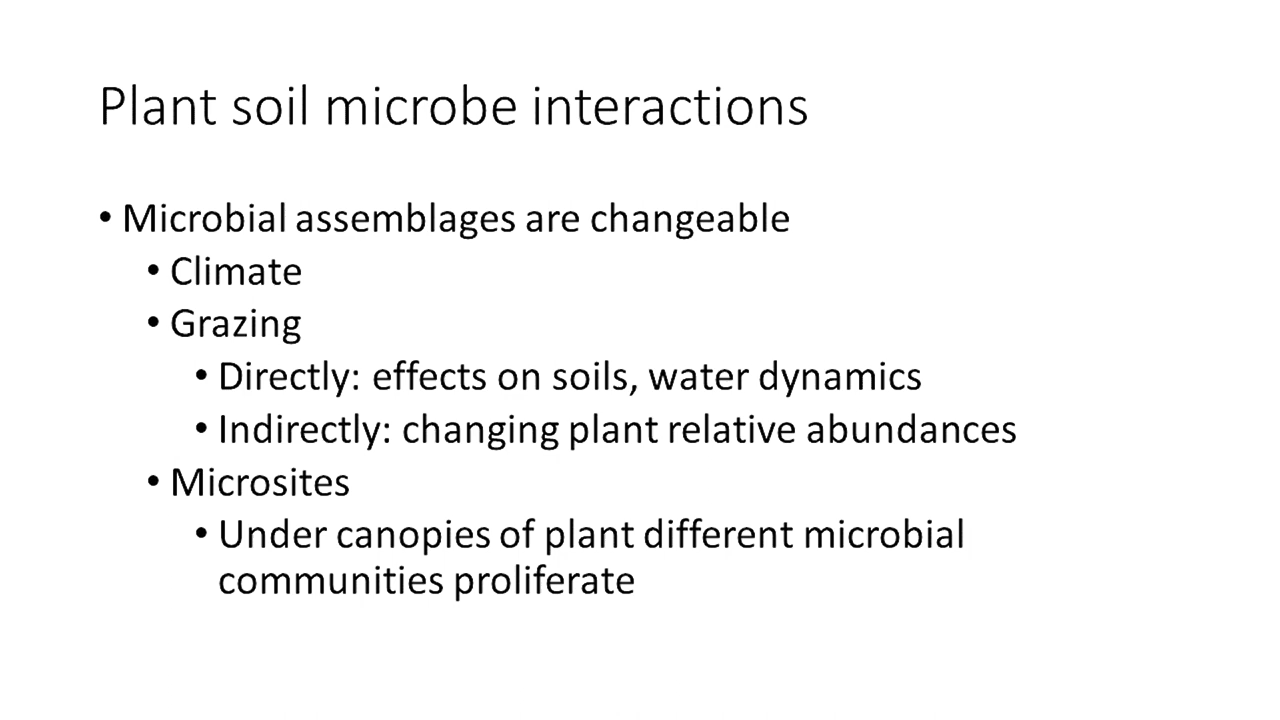 Plant soil microbe interactions
• Microbial assemblages are changeable
• Climate
• Grazing
• Directly: effects on soils, water dynamics
• Indirectly: changing plant relative abundances
• Microsites
• Under canopies of plant different microbial
communities proliferate